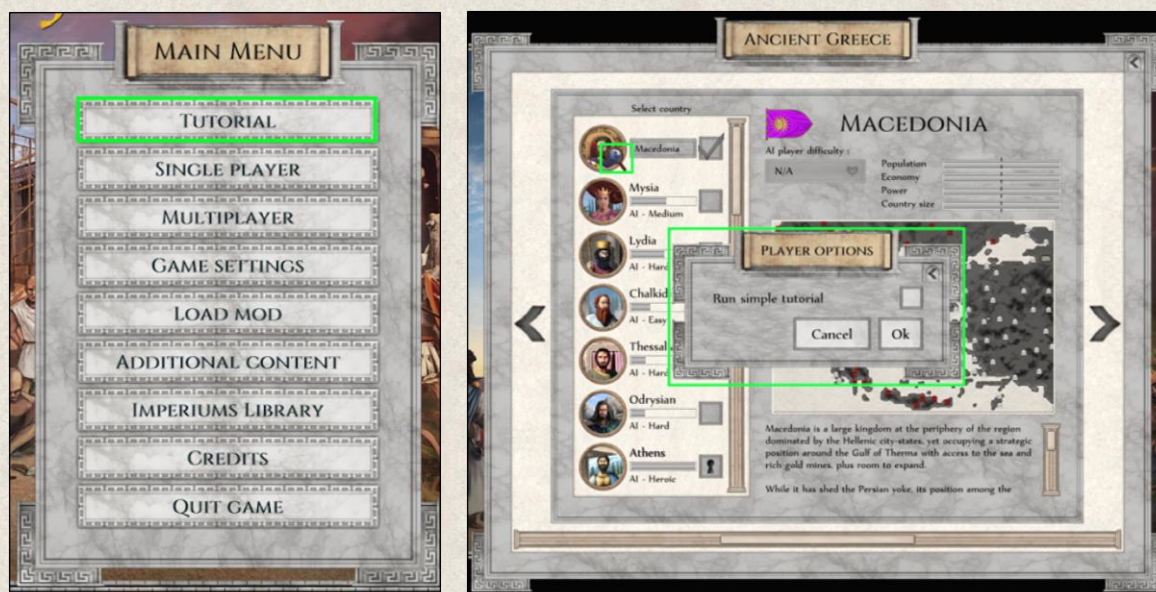 MAIN MENU
TUTORIAL
SINGLE PLAYER
MULTIPLAYER
GAME SETTINGS
LOAD MOD
ADDITIONAL CONTENT
IMPERIUMS LIBRARY
CREDITS
QUIT GAME
ANCIENT GREECE
Select country
Macedonia
Mysia
AI - Medium
Lydia
AI - Hard
Chalkid
AI - Easy
Thessal
AI - Hard
Odrysian
AI - Hard
Athens
AI - Heroic
MACEDONIA
AI player difficulty :
N/A
Population
Economy
Power
Country size
PLAYER OPTIONS
Run simple tutorial
Cancel Ok
Macedonia is a large kingdom at the periphery of the region
dominated by the Hellenic city-states, yet occupying a strategic
position around the Gulf of Therma with access to the sea and
rich gold mines, plus room to expand.
While it has shed the Persian yoke, its position among the